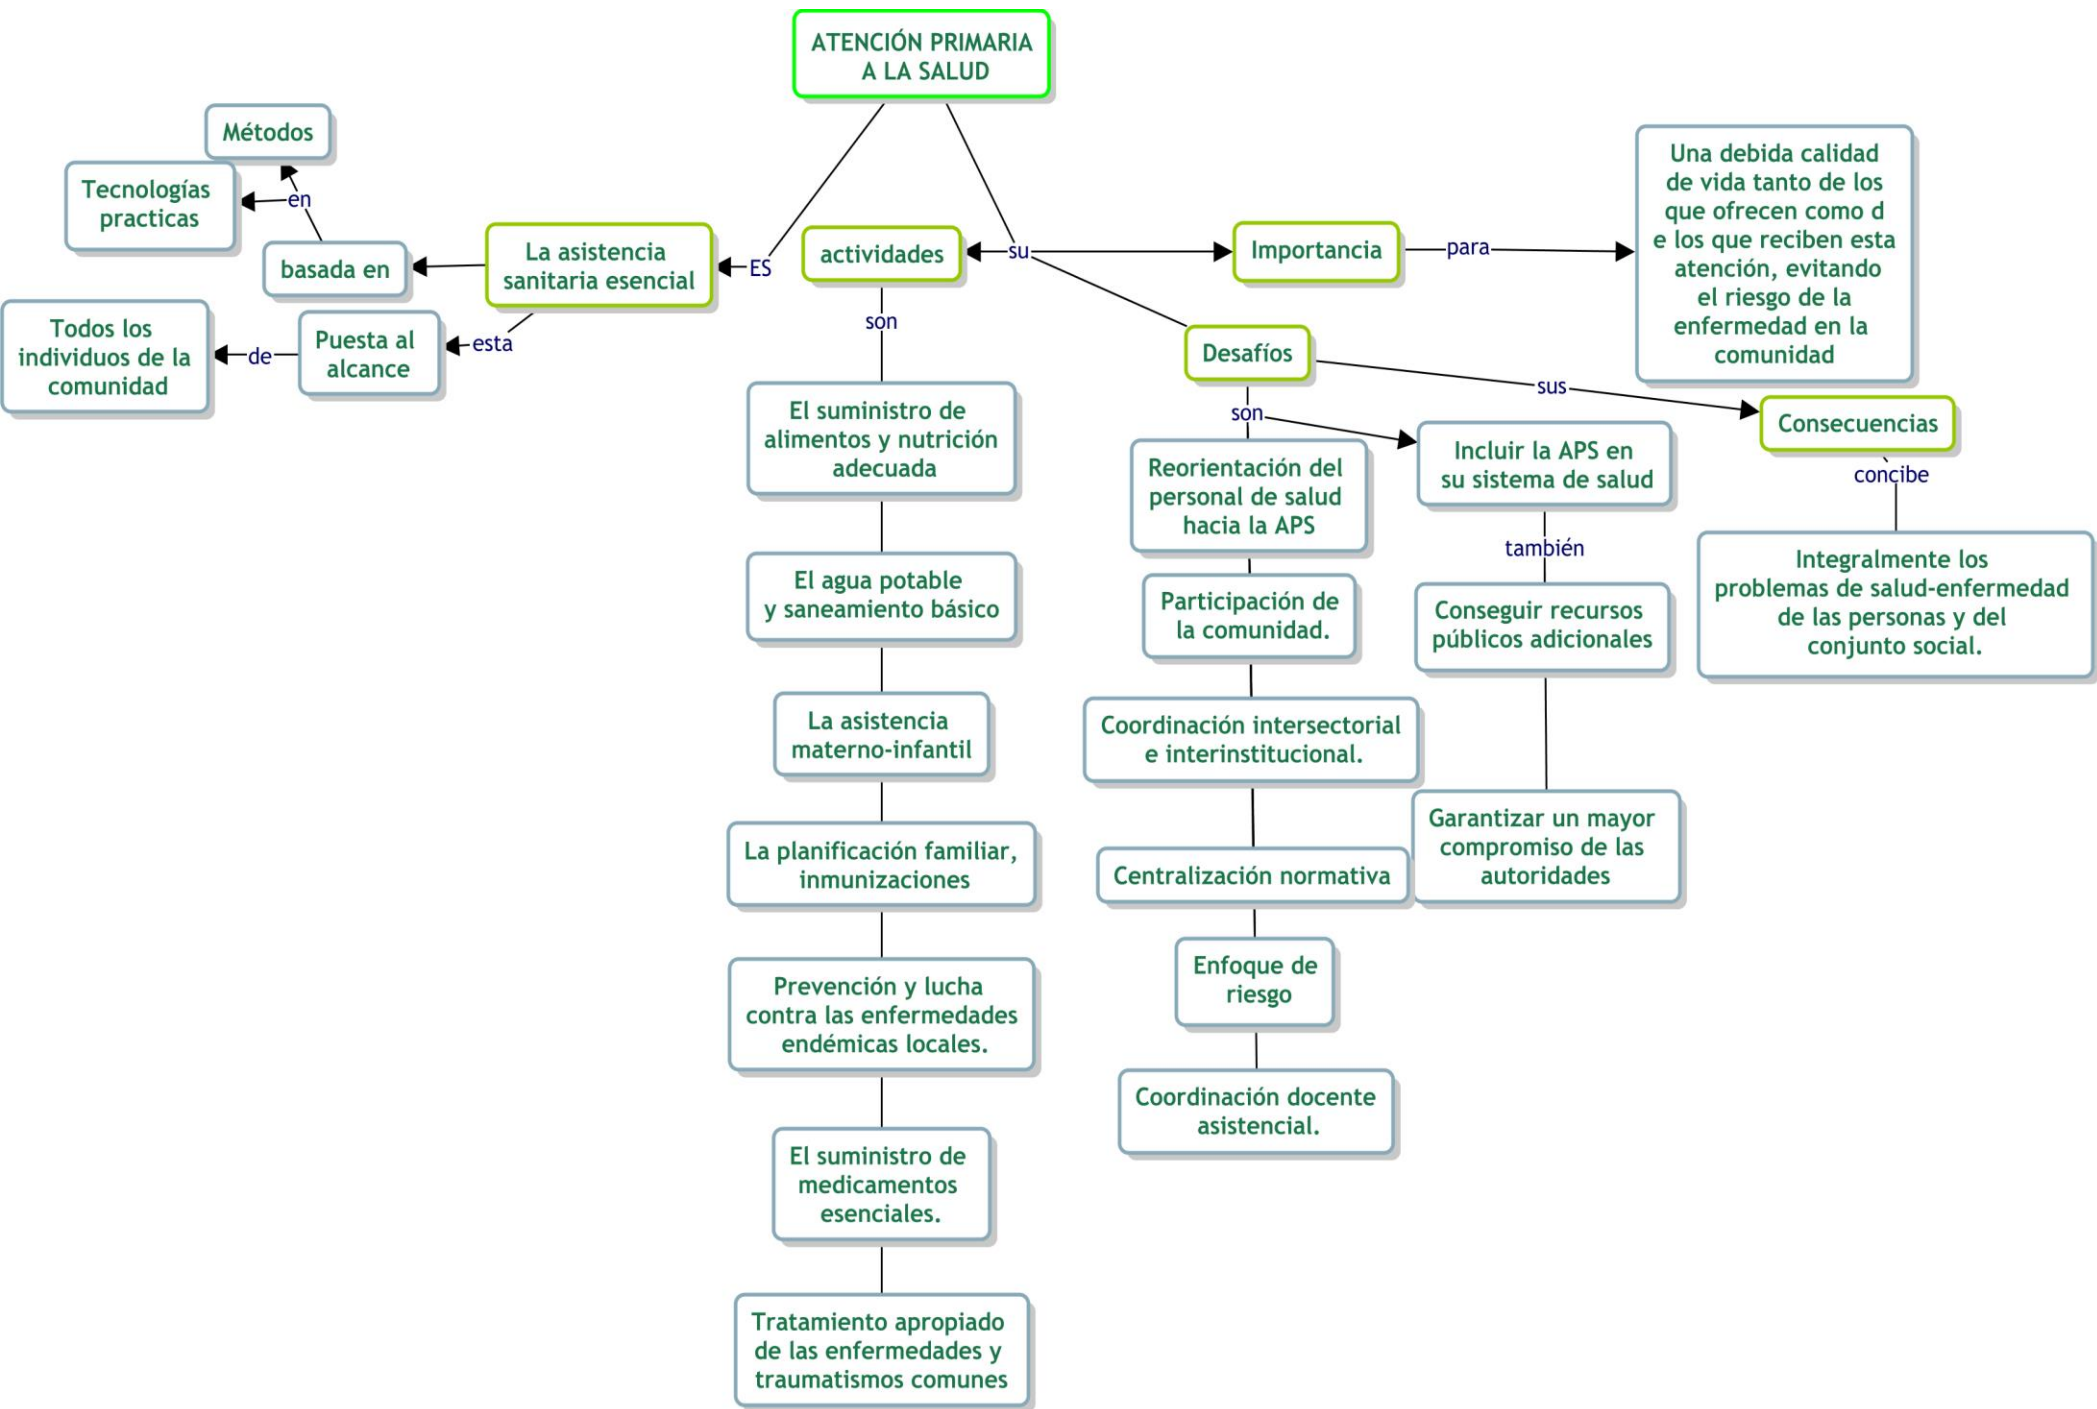 ATENCIÓN PRIMARIA
A LA SALUD
Métodos
Tecnologías
practicas
en
basada en
La asistencia
sanitaria esencial
ES
esta
Puesta al
alcance
de
Todos los
individuos de la
comunidad
actividades
su
Importancia
para
Una debida calidad
de vida tanto de los
que ofrecen como d
e los que reciben esta
atención, evitando
el riesgo de la
enfermedad en la
comunidad
son
El suministro de
alimentos y nutrición
adecuada
El agua potable
y saneamiento básico
La asistencia
materno-infantil
La planificación familiar,
inmunizaciones
Prevención y lucha
contra las enfermedades
endémicas locales.
El suministro de
medicamentos
esenciales.
Tratamiento apropiado
de las enfermedades y
traumatismos comunes
Desafíos
son
Reorientación del
personal de salud
hacia la APS
Participación de
la comunidad.
Coordinación intersectorial
e interinstitucional.
Centralización normativa
Enfoque de
riesgo
Coordinación docente
asistencial.
Incluir la APS en
su sistema de salud
también
Conseguir recursos
públicos adicionales
Garantizar un mayor
compromiso de las
autoridades
sus
Consecuencias
concibe
Integralmente los
problemas de salud-enfermedad
de las personas y del
conjunto social.